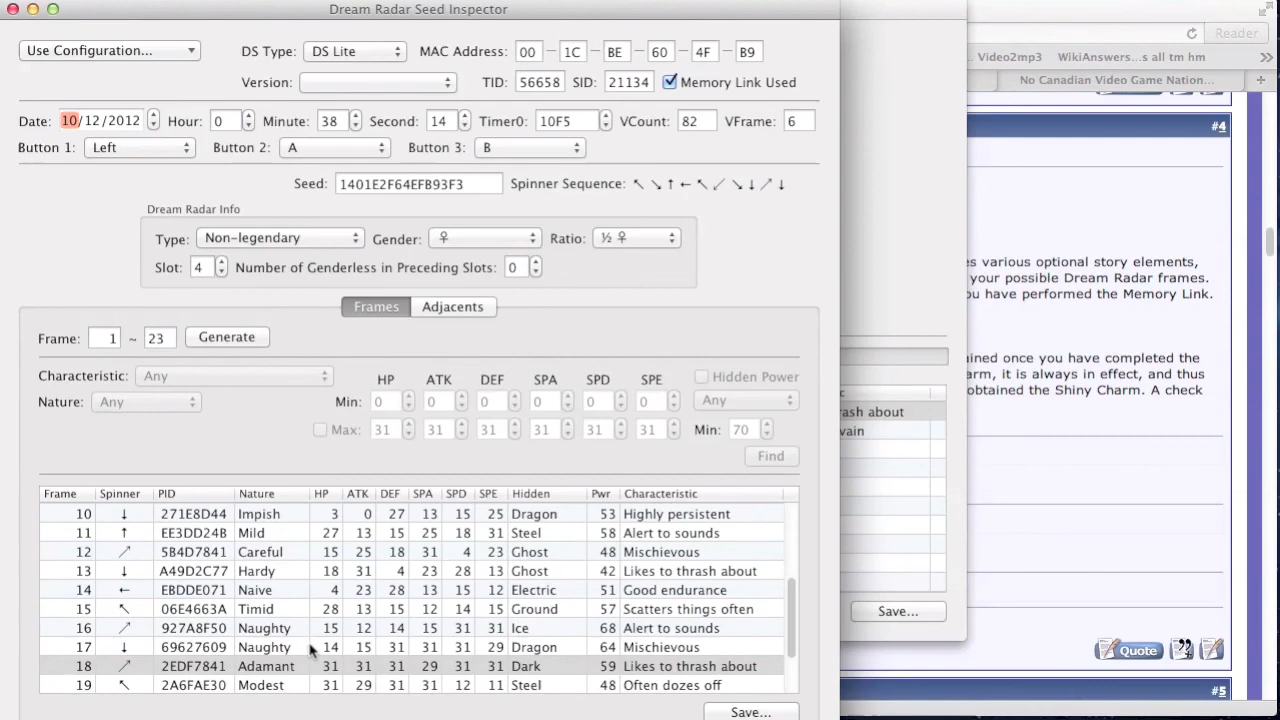 Dream Radar Seed Inspector
Use Configuration...
DS Type: DS Lite MAC Address: 00 – 1C – BE – 60 – 4F – B9
Version: TID: 56658 SID: 21134 Memory Link Used
Date: 10/12/2012 Hour: 0 Minute: 38 Second: 14 Timer0: 10F5 VCount: 82 VFrame: 6
Button 1: Left Button 2: A Button 3: B
Seed: 1401E2F64EFB93F3 Spinner Sequence: ↖ ↘ ↑ ← ↖ ↙ ↘ ↓ ↗ ↓
Dream Radar Info
Type: Non-legendary Gender: ♀ Ratio: ½ ♀
Slot: 4 Number of Genderless in Preceding Slots: 0
Frames Adjacents
Frame: 1 ~ 23 Generate
Characteristic: Any
HP ATK DEF SPA SPD SPE Hidden Power
Nature: Any Min: 0 0 0 0 0 0 Any
Max: 31 31 31 31 31 31 Min: 70
Find
Frame Spinner PID Nature HP ATK DEF SPA SPD SPE Hidden Pwr Characteristic
10 ↓ 271E8D44 Impish 3 0 27 13 15 25 Dragon 53 Highly persistent
11 ↑ EE3DD24B Mild 27 13 15 25 18 31 Steel 58 Alert to sounds
12 ↗ 5B4D7841 Careful 15 25 18 31 4 23 Ghost 48 Mischievous
13 ↓ A49D2C77 Hardy 18 31 4 23 28 13 Ghost 42 Likes to thrash about
14 ← EBDDE071 Naive 4 23 28 13 15 12 Electric 51 Good endurance
15 ↖ 06E4663A Timid 28 13 15 12 14 15 Ground 57 Scatters things often
16 ↗ 927A8F50 Naughty 15 12 14 15 31 31 Ice 68 Alert to sounds
17 ↓ 69627609 Naughty 14 15 31 31 31 29 Dragon 64 Mischievous
18 ↗ 2EDF7841 Adamant 31 31 31 29 31 31 Dark 59 Likes to thrash about
19 ↖ 2A6FAE30 Modest 31 29 31 31 12 11 Steel 48 Often dozes off
Save...
c
rash about
vain
Save...
Reader
Video2mp3 WikiAnswers...s all tm hm
No Canadian Video Game Nation...
#4
es various optional story elements,
your possible Dream Radar frames.
ou have performed the Memory Link.
ined once you have completed the
arm, it is always in effect, and thus
obtained the Shiny Charm. A check
Quote
#5